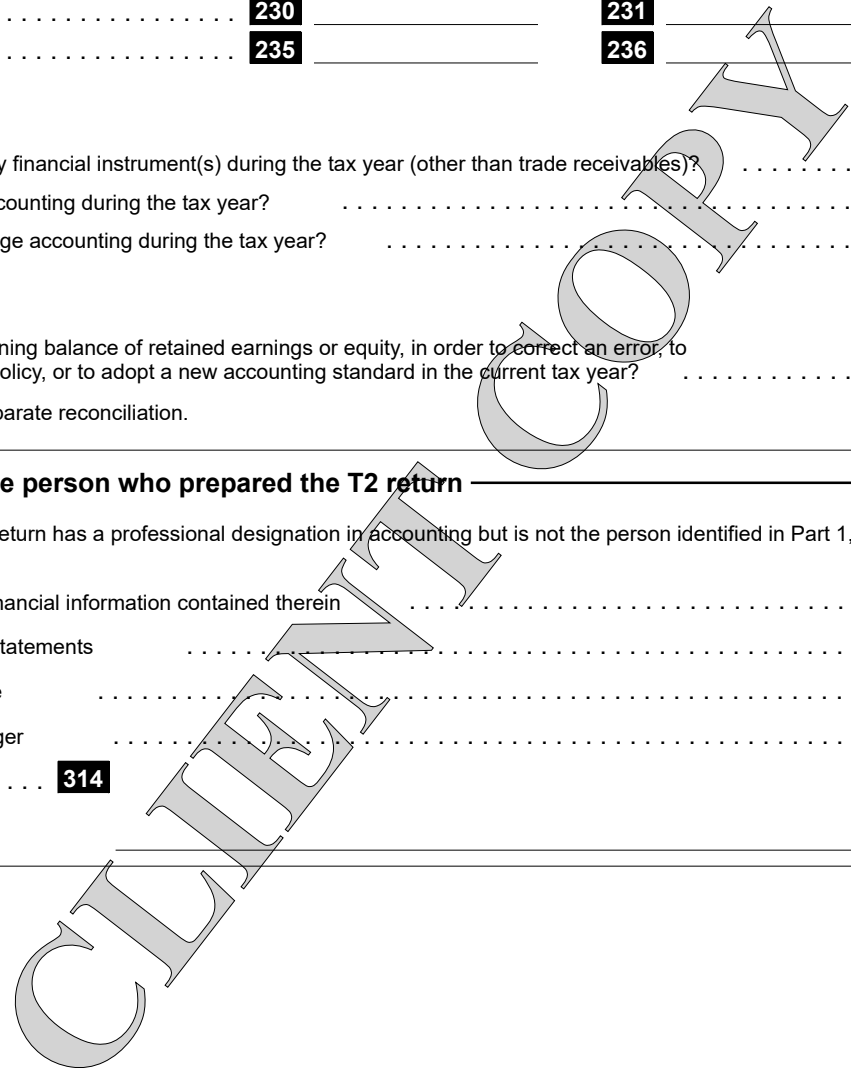 . . . . . . . . . . . . . . . . 230 231
. . . . . . . . . . . . . . . . 235 236
financial instrument(s) during the tax year (other than trade receivables)? . . . . . . . .
counting during the tax year? . . . . . . . . . . . . . . . . . . . . . . . . . . . . . . . . . . .
ge accounting during the tax year? . . . . . . . . . . . . . . . . . . . . . . . . . . . . . . . .
ning balance of retained earnings or equity, in order to correct an error, to
olicy, or to adopt a new accounting standard in the current tax year? . . . . . . . . . . . .
parate reconciliation.
e person who prepared the T2 return
eturn has a professional designation in accounting but is not the person identified in Part 1,
nancial information contained therein . . . . . . . . . . . . . . . . . . . . . . . . . . . . . .
tatements . . . . . . . . . . . . . . . . . . . . . . . . . . . . . . . . . . . . . . . . . . . . .
e . . . . . . . . . . . . . . . . . . . . . . . . . . . . . . . . . . . . . . . . . . . . . . . . . . .
ger . . . . . . . . . . . . . . . . . . . . . . . . . . . . . . . . . . . . . . . . . . . . . . . . . .
. . . 314
CLIENT COPY